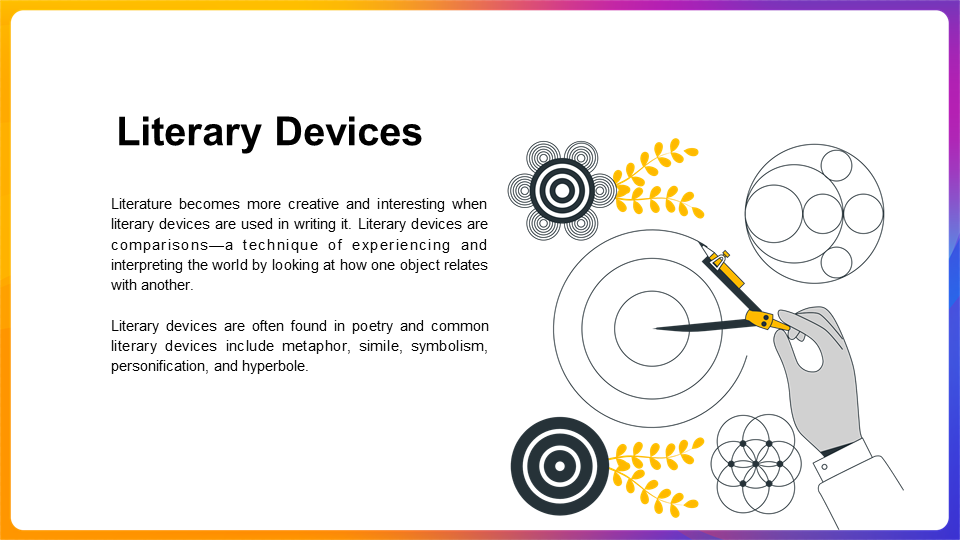 Literary Devices
Literature becomes more creative and interesting when
literary devices are used in writing it. Literary devices are
comparisons—a technique of experiencing and
interpreting the world by looking at how one object relates
with another.
Literary devices are often found in poetry and common
literary devices include metaphor, simile, symbolism,
personification, and hyperbole.